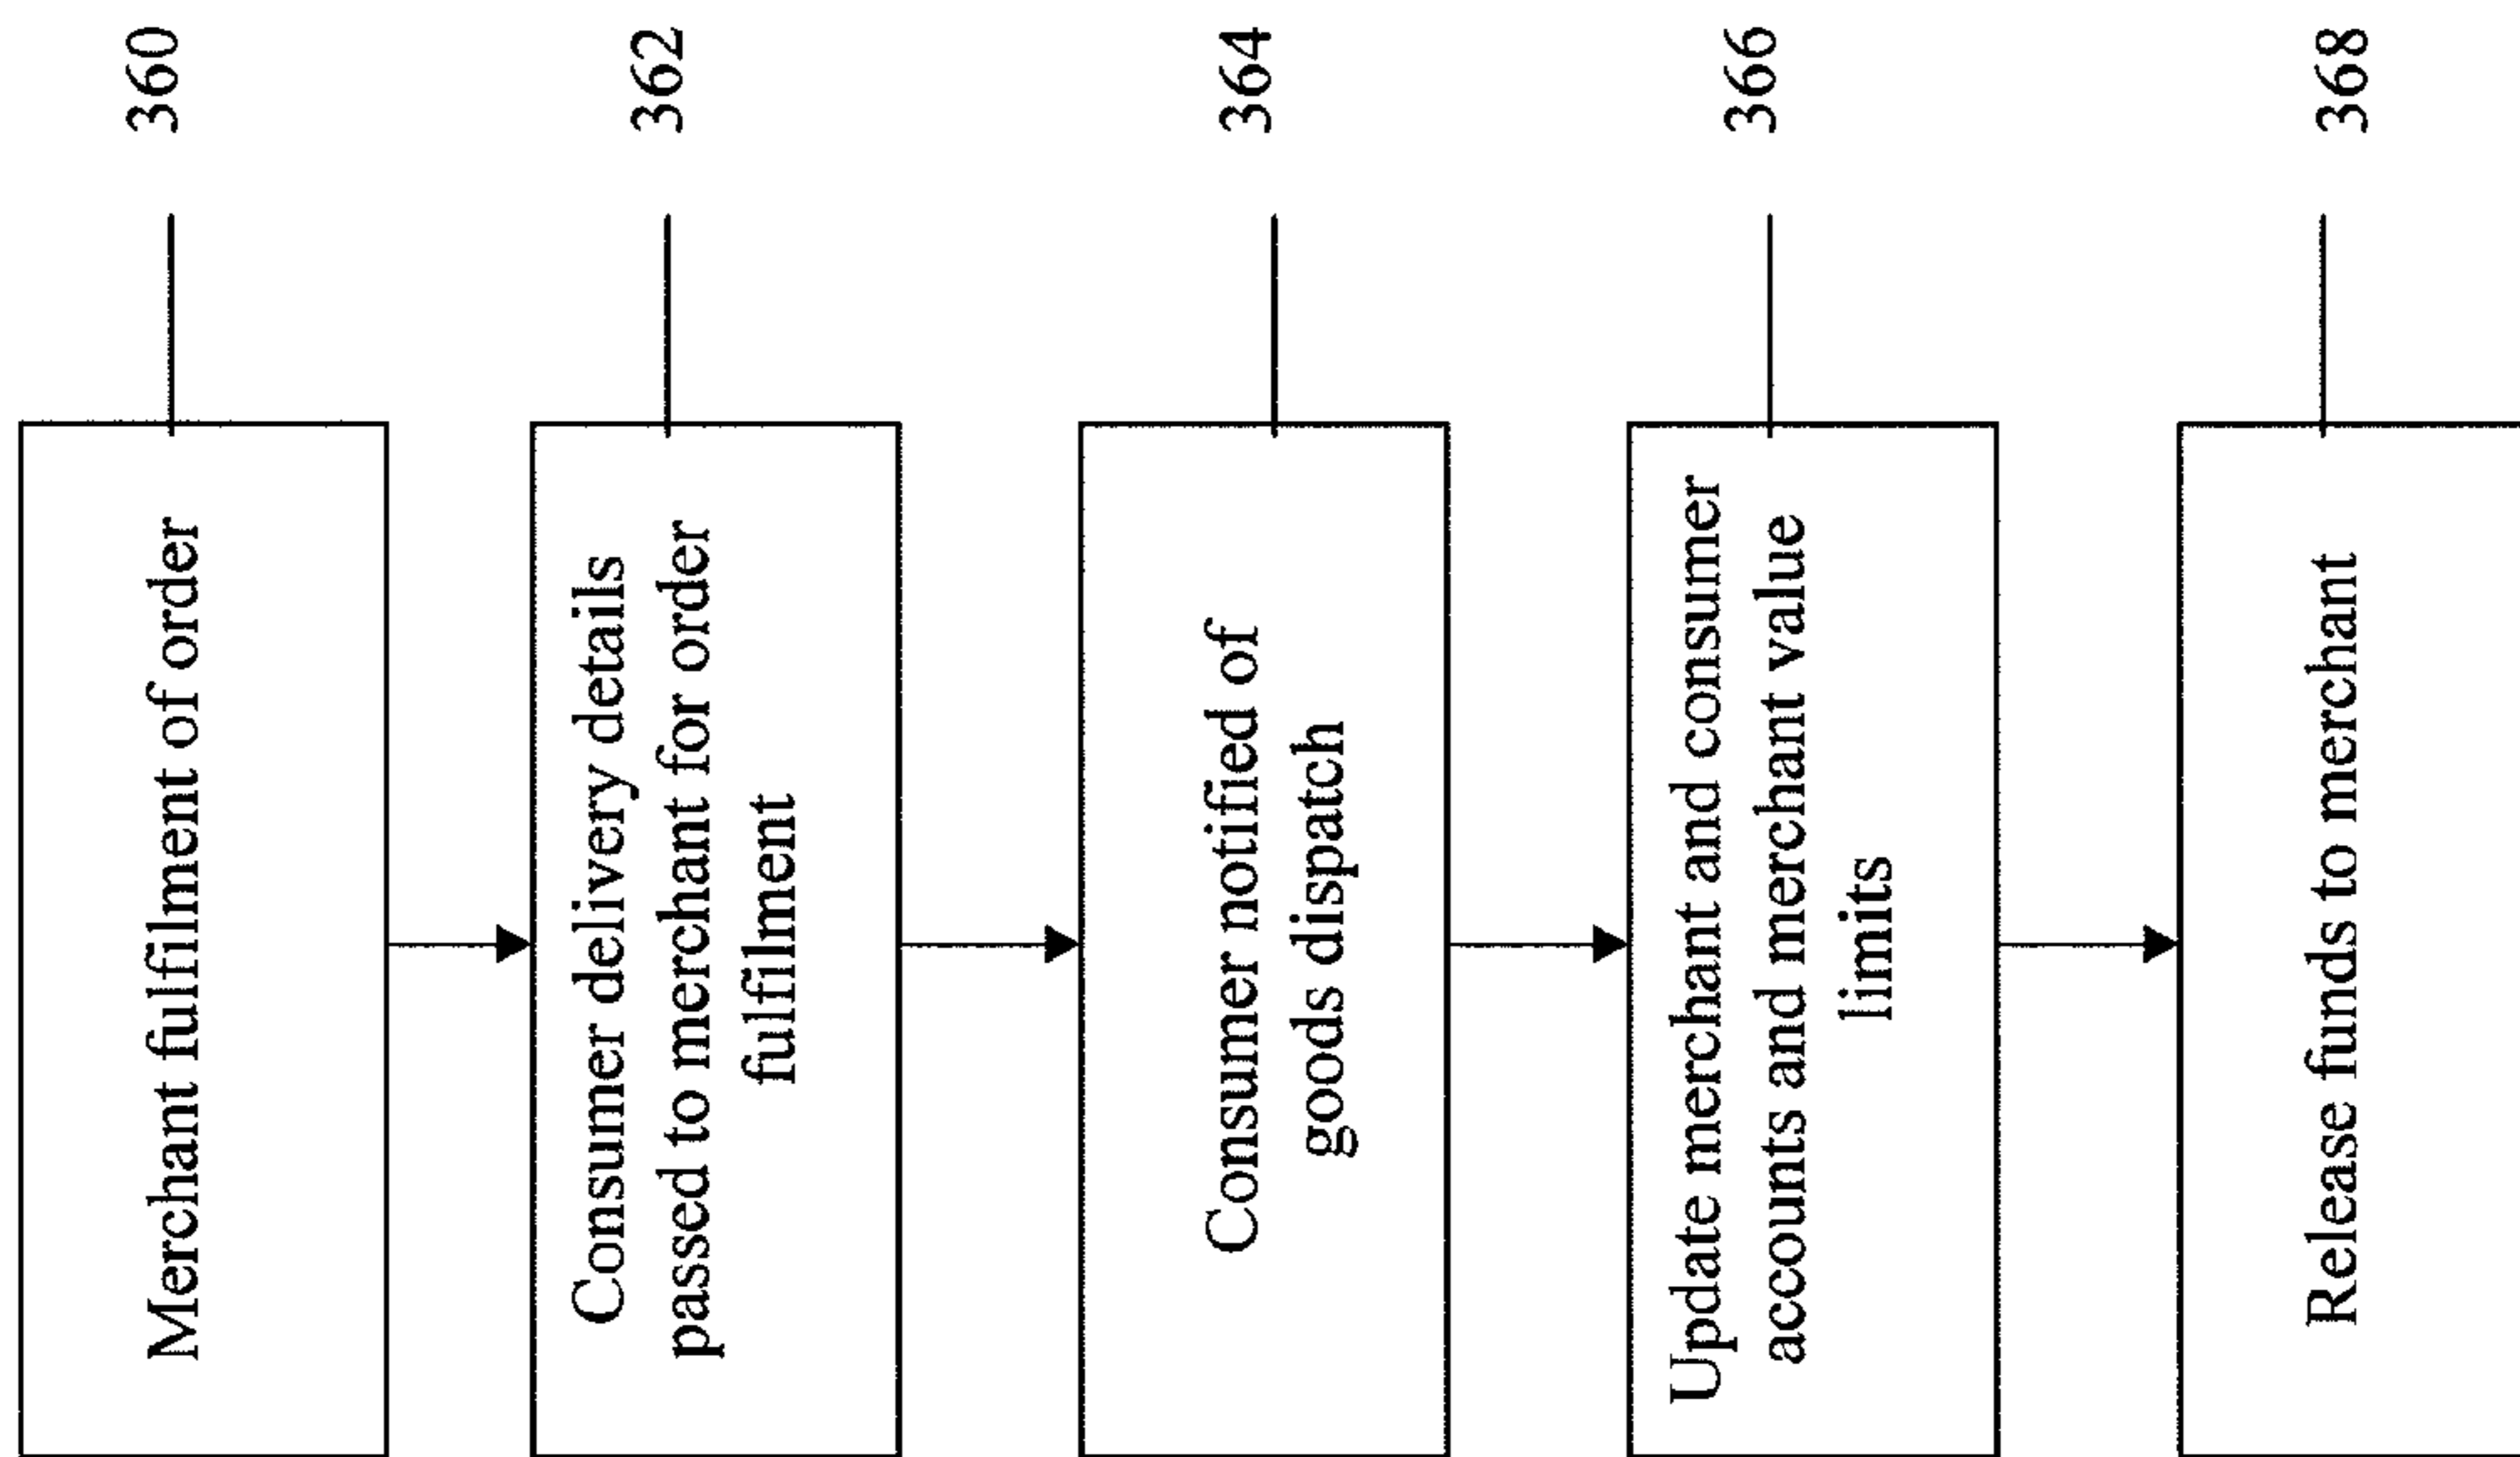 Merchant fulfilment of order
360
Consumer delivery details
passed to merchant for order
fulfilment
362
Consumer notified of
goods dispatch
364
Update merchant and consumer
accounts and merchant value
limits
366
Release funds to merchant
368